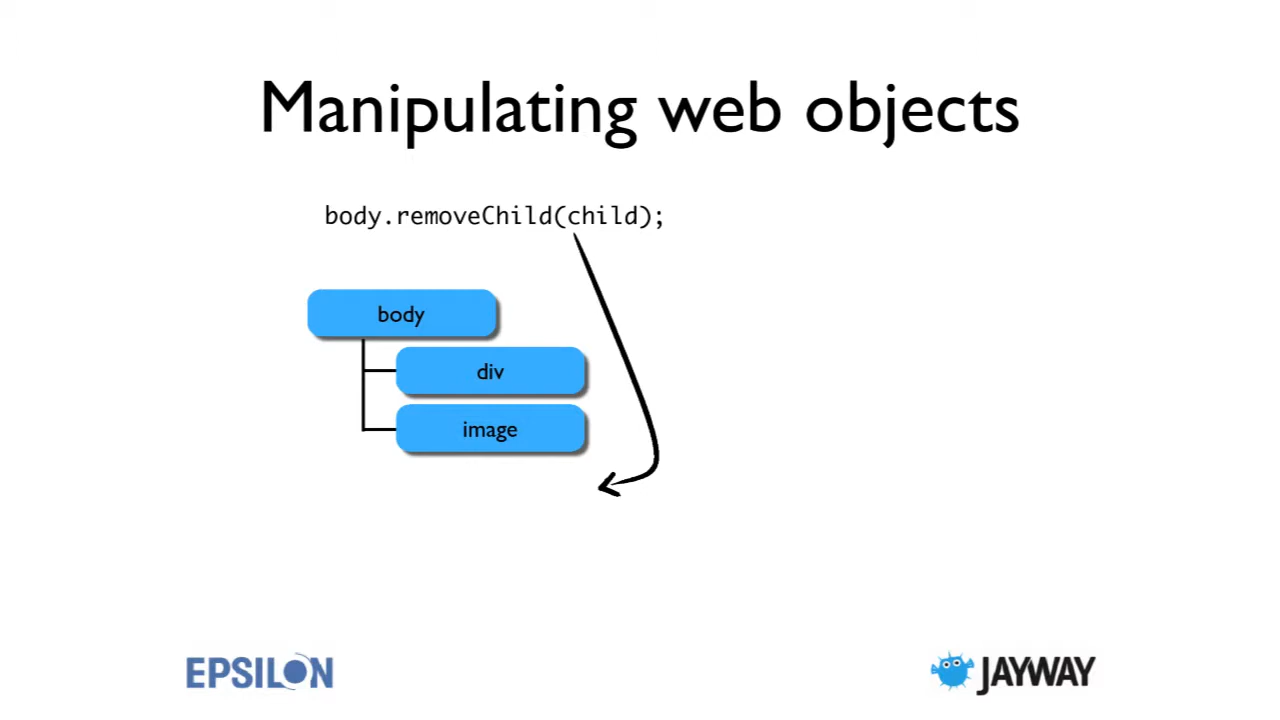 Manipulating web objects
body.removeChild(child);
body
div
image
EPSILON
JAYWAY